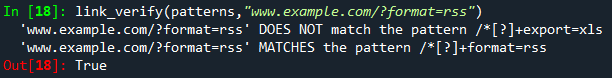 In [18]: link_verify(patterns,"www.example.com/?format=rss")
'www.example.com/?format=rss' DOES NOT match the pattern /*[?]+export=xls
'www.example.com/?format=rss' MATCHES the pattern /*[?]+format=rss
Out[18]: True